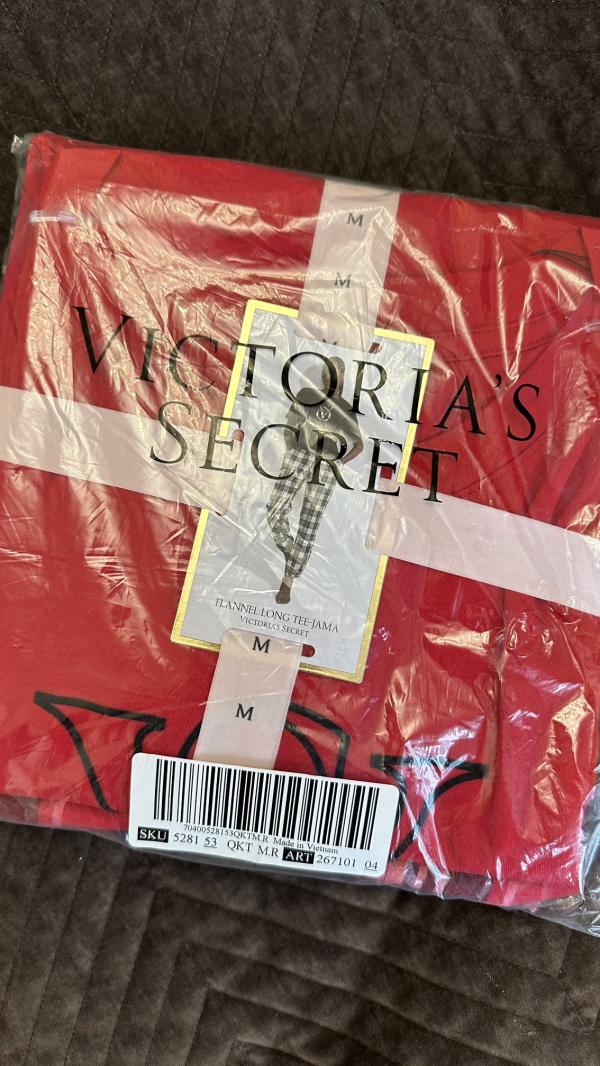 M
M
VICTORIA'S
SECRET
FLANNEL LONG TEE-JAMA
VICTORIA'S SECRET
M
M
70400528153QKTM.R Made in Vietnam
SKU 5281 53 QKT M.R ART 267101 04